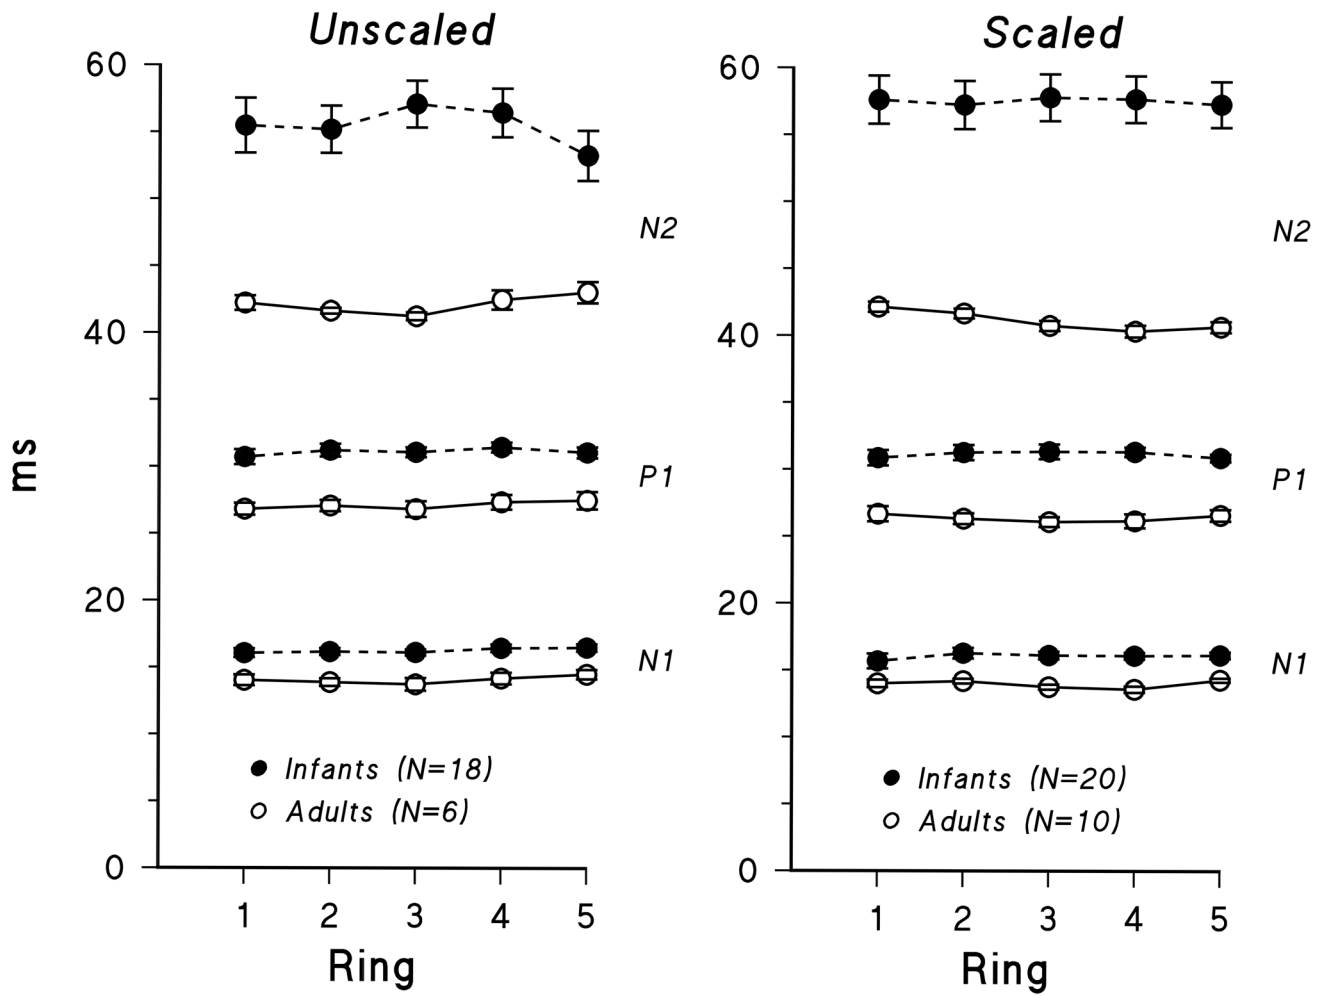 Unscaled
60
40
20
0
ms
N2
P1
N1
Infants (N=18)
Adults (N=6)
1 2 3 4 5
Ring
Scaled
60
40
20
0
N2
P1
N1
Infants (N=20)
Adults (N=10)
1 2 3 4 5
Ring